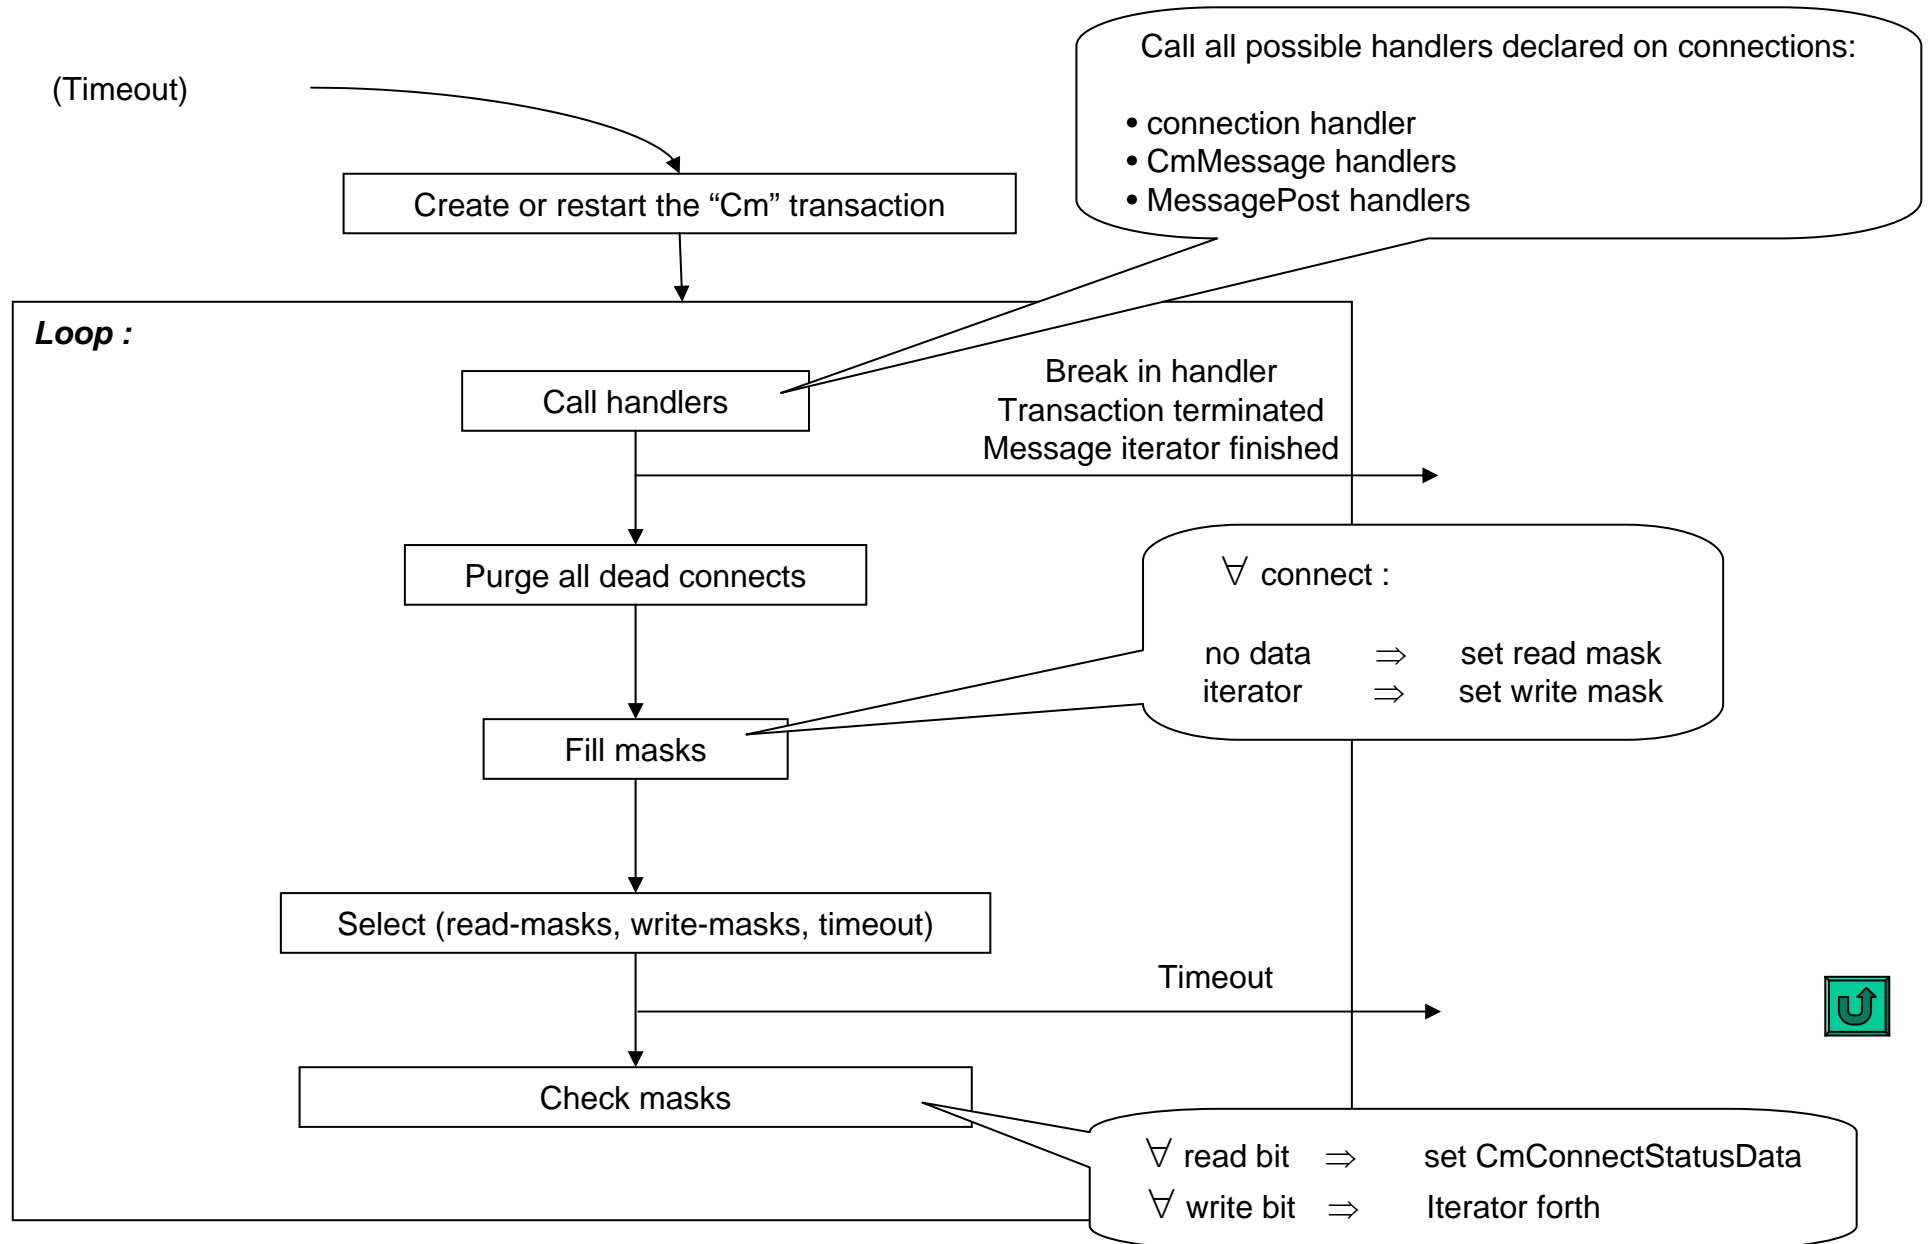 (Timeout)
Call all possible handlers declared on connections:
• connection handler
• CmMessage handlers
• MessagePost handlers
Create or restart the “Cm” transaction
Loop :
Call handlers
Break in handler
Transaction terminated
Message iterator finished
Purge all dead connects
∀ connect :
no data ⇒ set read mask
iterator ⇒ set write mask
Fill masks
Select (read-masks, write-masks, timeout)
Timeout
Check masks
∀ read bit ⇒ set CmConnectStatusData
∀ write bit ⇒ Iterator forth